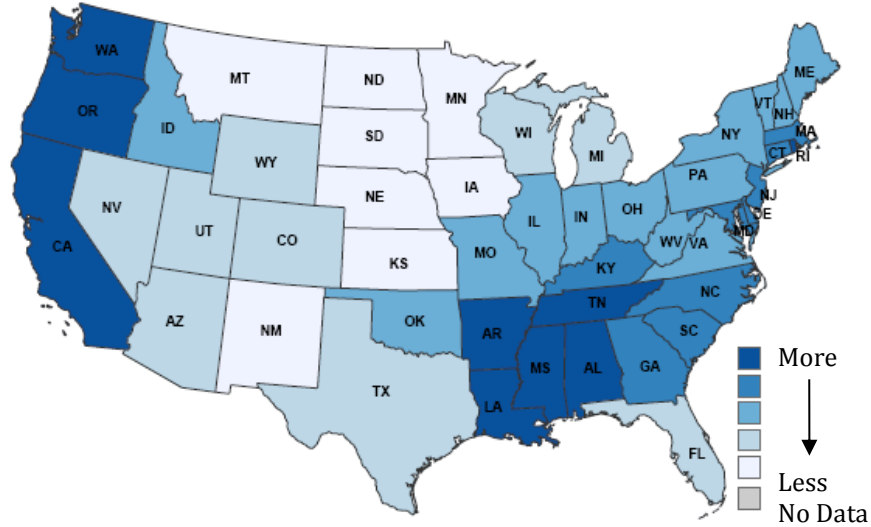 WA
MT
ND
MN
ME
OR
ID
SD
WI
VT
NH
WY
MI
NY
MA
CT
RI
NE
IA
PA
NV
NJ
UT
CO
IL
IN
OH
DE
MD
CA
KS
MO
WV
VA
KY
NC
AZ
NM
OK
AR
TN
SC
TX
MS
AL
GA
LA
FL
More
Less
No Data